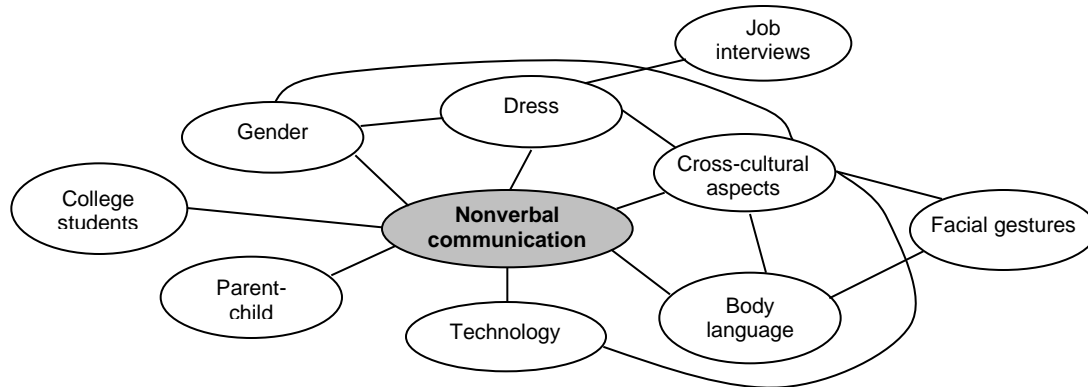 Job
interviews
Dress
Gender
Cross-cultural
aspects
College
students
Nonverbal
communication
Facial gestures
Parent-
child
Technology
Body
language